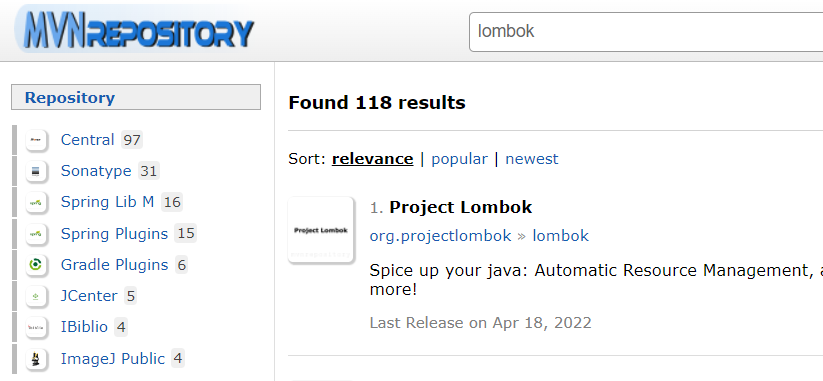 MVNREPOSITORY
lombok
Repository
Central 97
Sonatype 31
Spring Lib M 16
Spring Plugins 15
Gradle Plugins 6
JCenter 5
IBiblio 4
ImageJ Public 4
Found 118 results
Sort: relevance | popular | newest
Project Lombok
1. Project Lombok
org.projectlombok » lombok
Spice up your java: Automatic Resource Management,
more!
Last Release on Apr 18, 2022